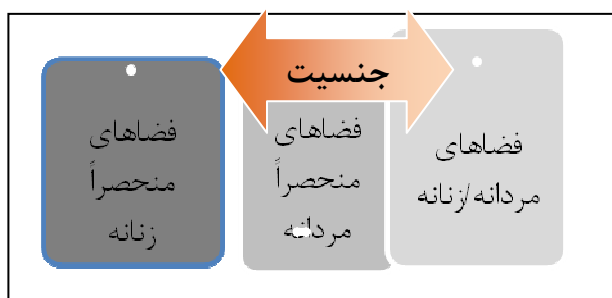 جنسیت
فضاهای
مردانه/زنانه
فضاهای
منحصراً
مردانه
فضاهای
منحصراً
زنانه